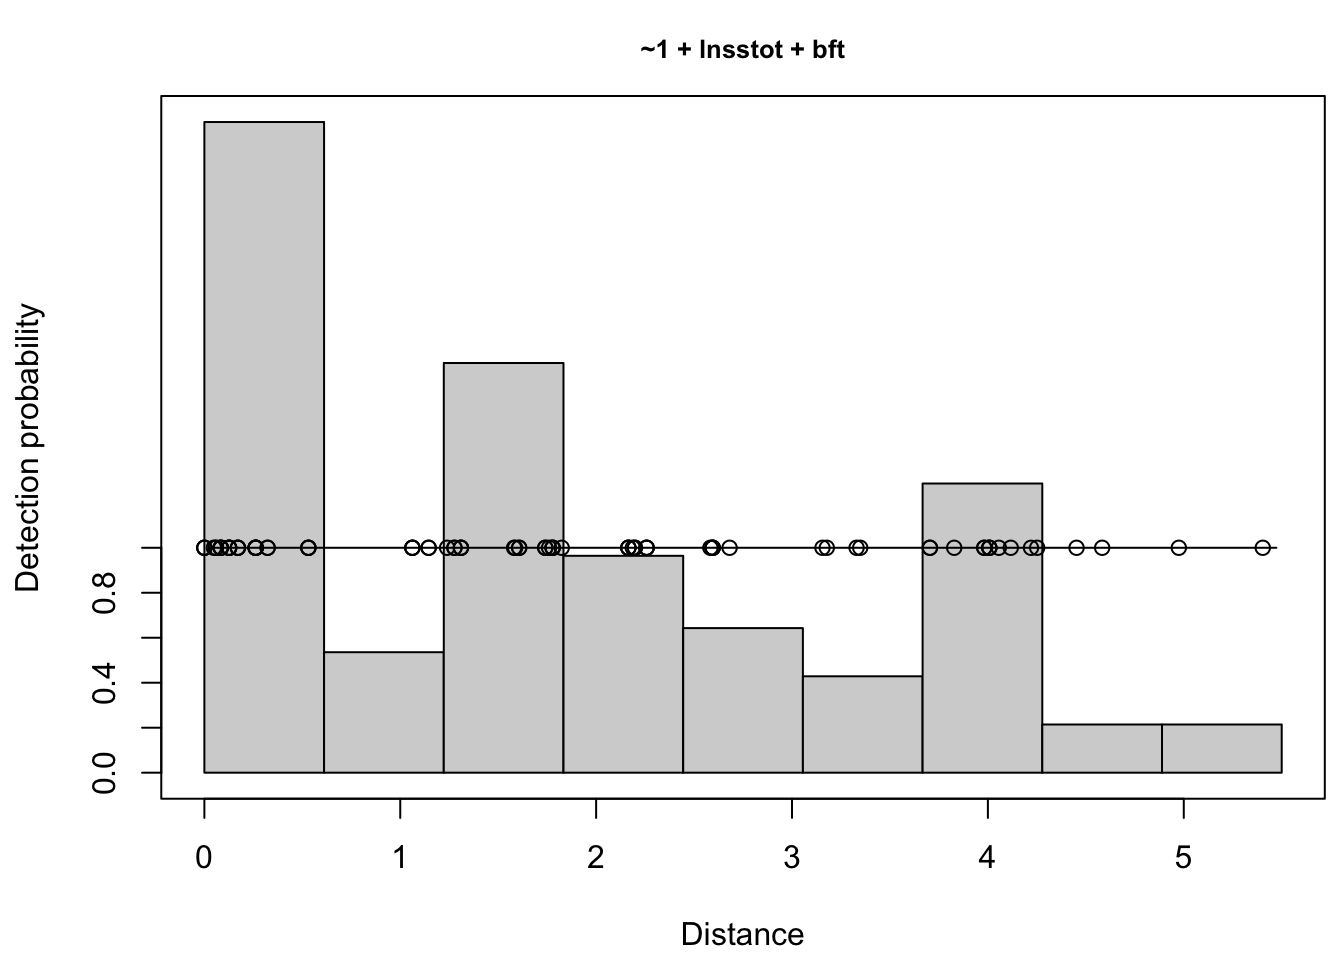 ~1 + lnsstot + bft
Detection probability
0.8
0.4
0.0
0 1 2 3 4 5
Distance